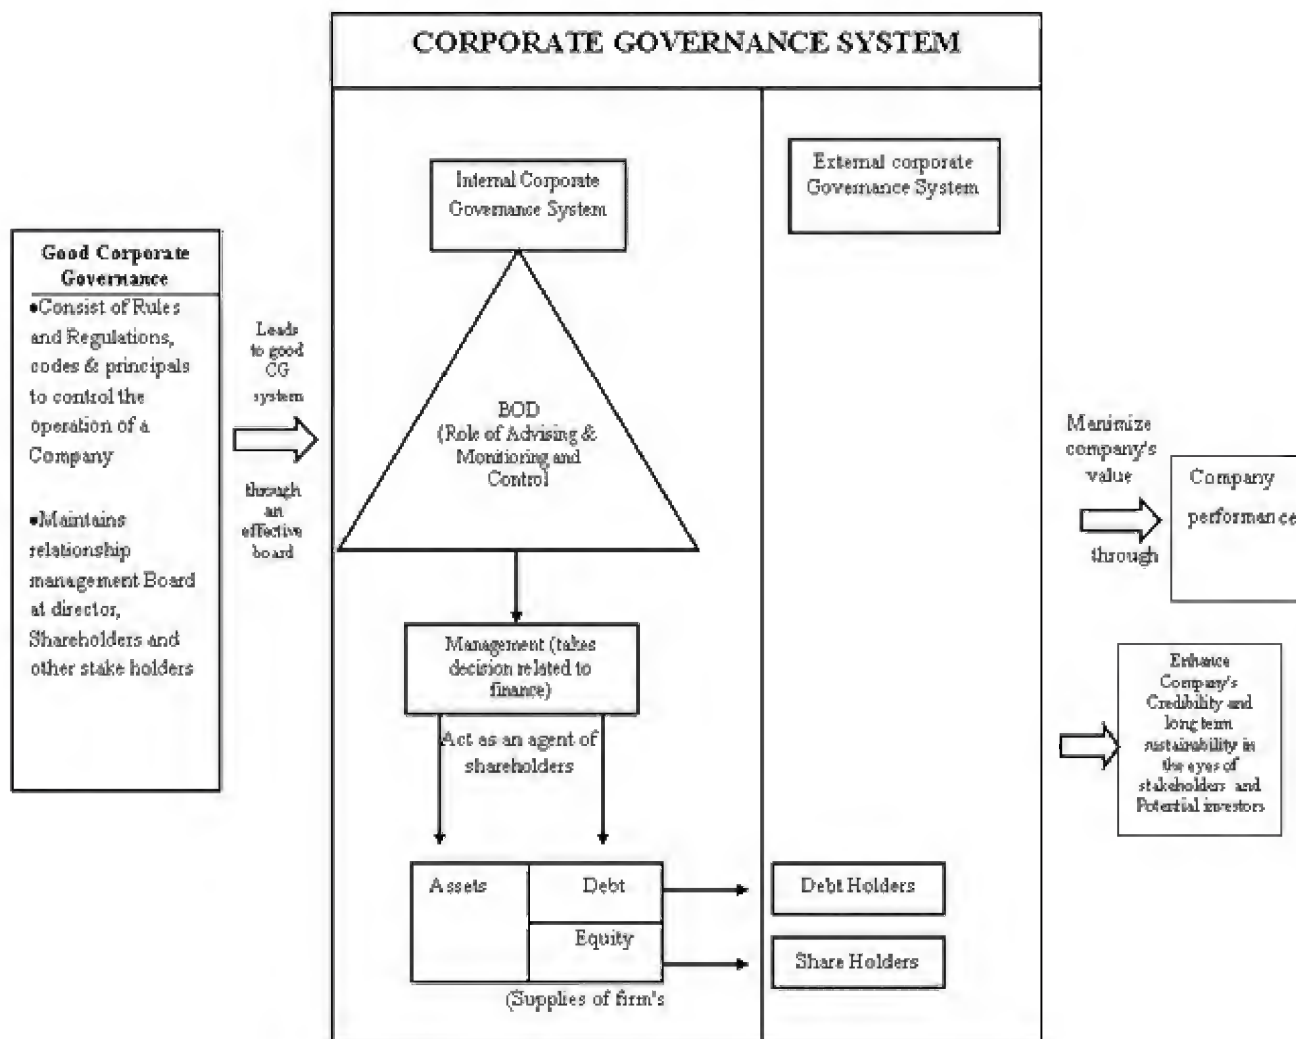 CORPORATE GOVERNANCE SYSTEM
Internal Corporate
Governance System
External corporate
Governance System
Good Corporate
Governance
•Consist of Rules
and Regulations,
codes & principals
to control the
operation of a
Company
•Maintains
relationship
management Board
at director,
Shareholders and
other stake holders
Leads
to good
CG
system
through
an
effective
board
BOD
(Role of Advising &
Monitioring and
Control
Management (takes
decision related to
finance)
Act as an agent of
shareholders
Assets
Debt
Equity
(Supplies of firm's
Debt Holders
Share Holders
Manimize
company's
value
through
Company
performance
Enhance
Company's
Credibility and
long term
sustainability in
the eyes of
stakeholders and
Potential investors